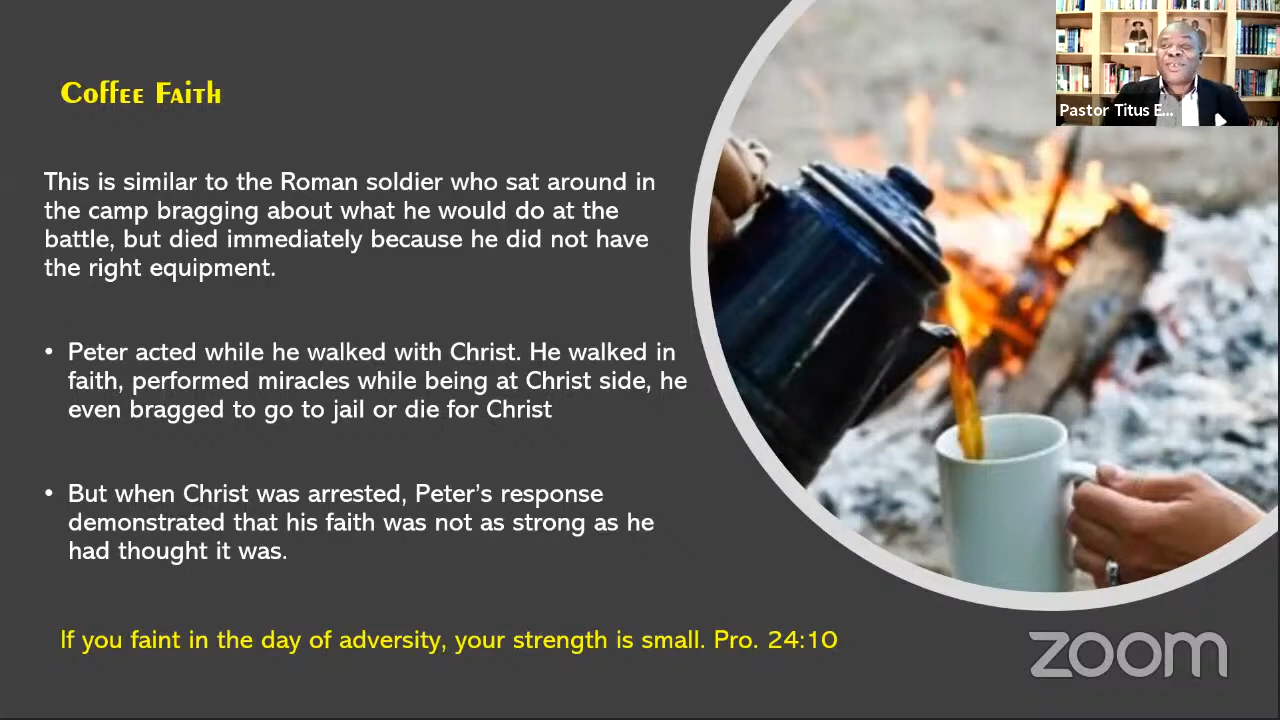 Coffee Faith
Pastor Titus E...
This is similar to the Roman soldier who sat around in
the camp bragging about what he would do at the
battle, but died immediately because he did not have
the right equipment.
• Peter acted while he walked with Christ. He walked in
faith, performed miracles while being at Christ side, he
even bragged to go to jail or die for Christ
• But when Christ was arrested, Peter’s response
demonstrated that his faith was not as strong as he
had thought it was.
If you faint in the day of adversity, your strength is small. Pro. 24:10
zoom